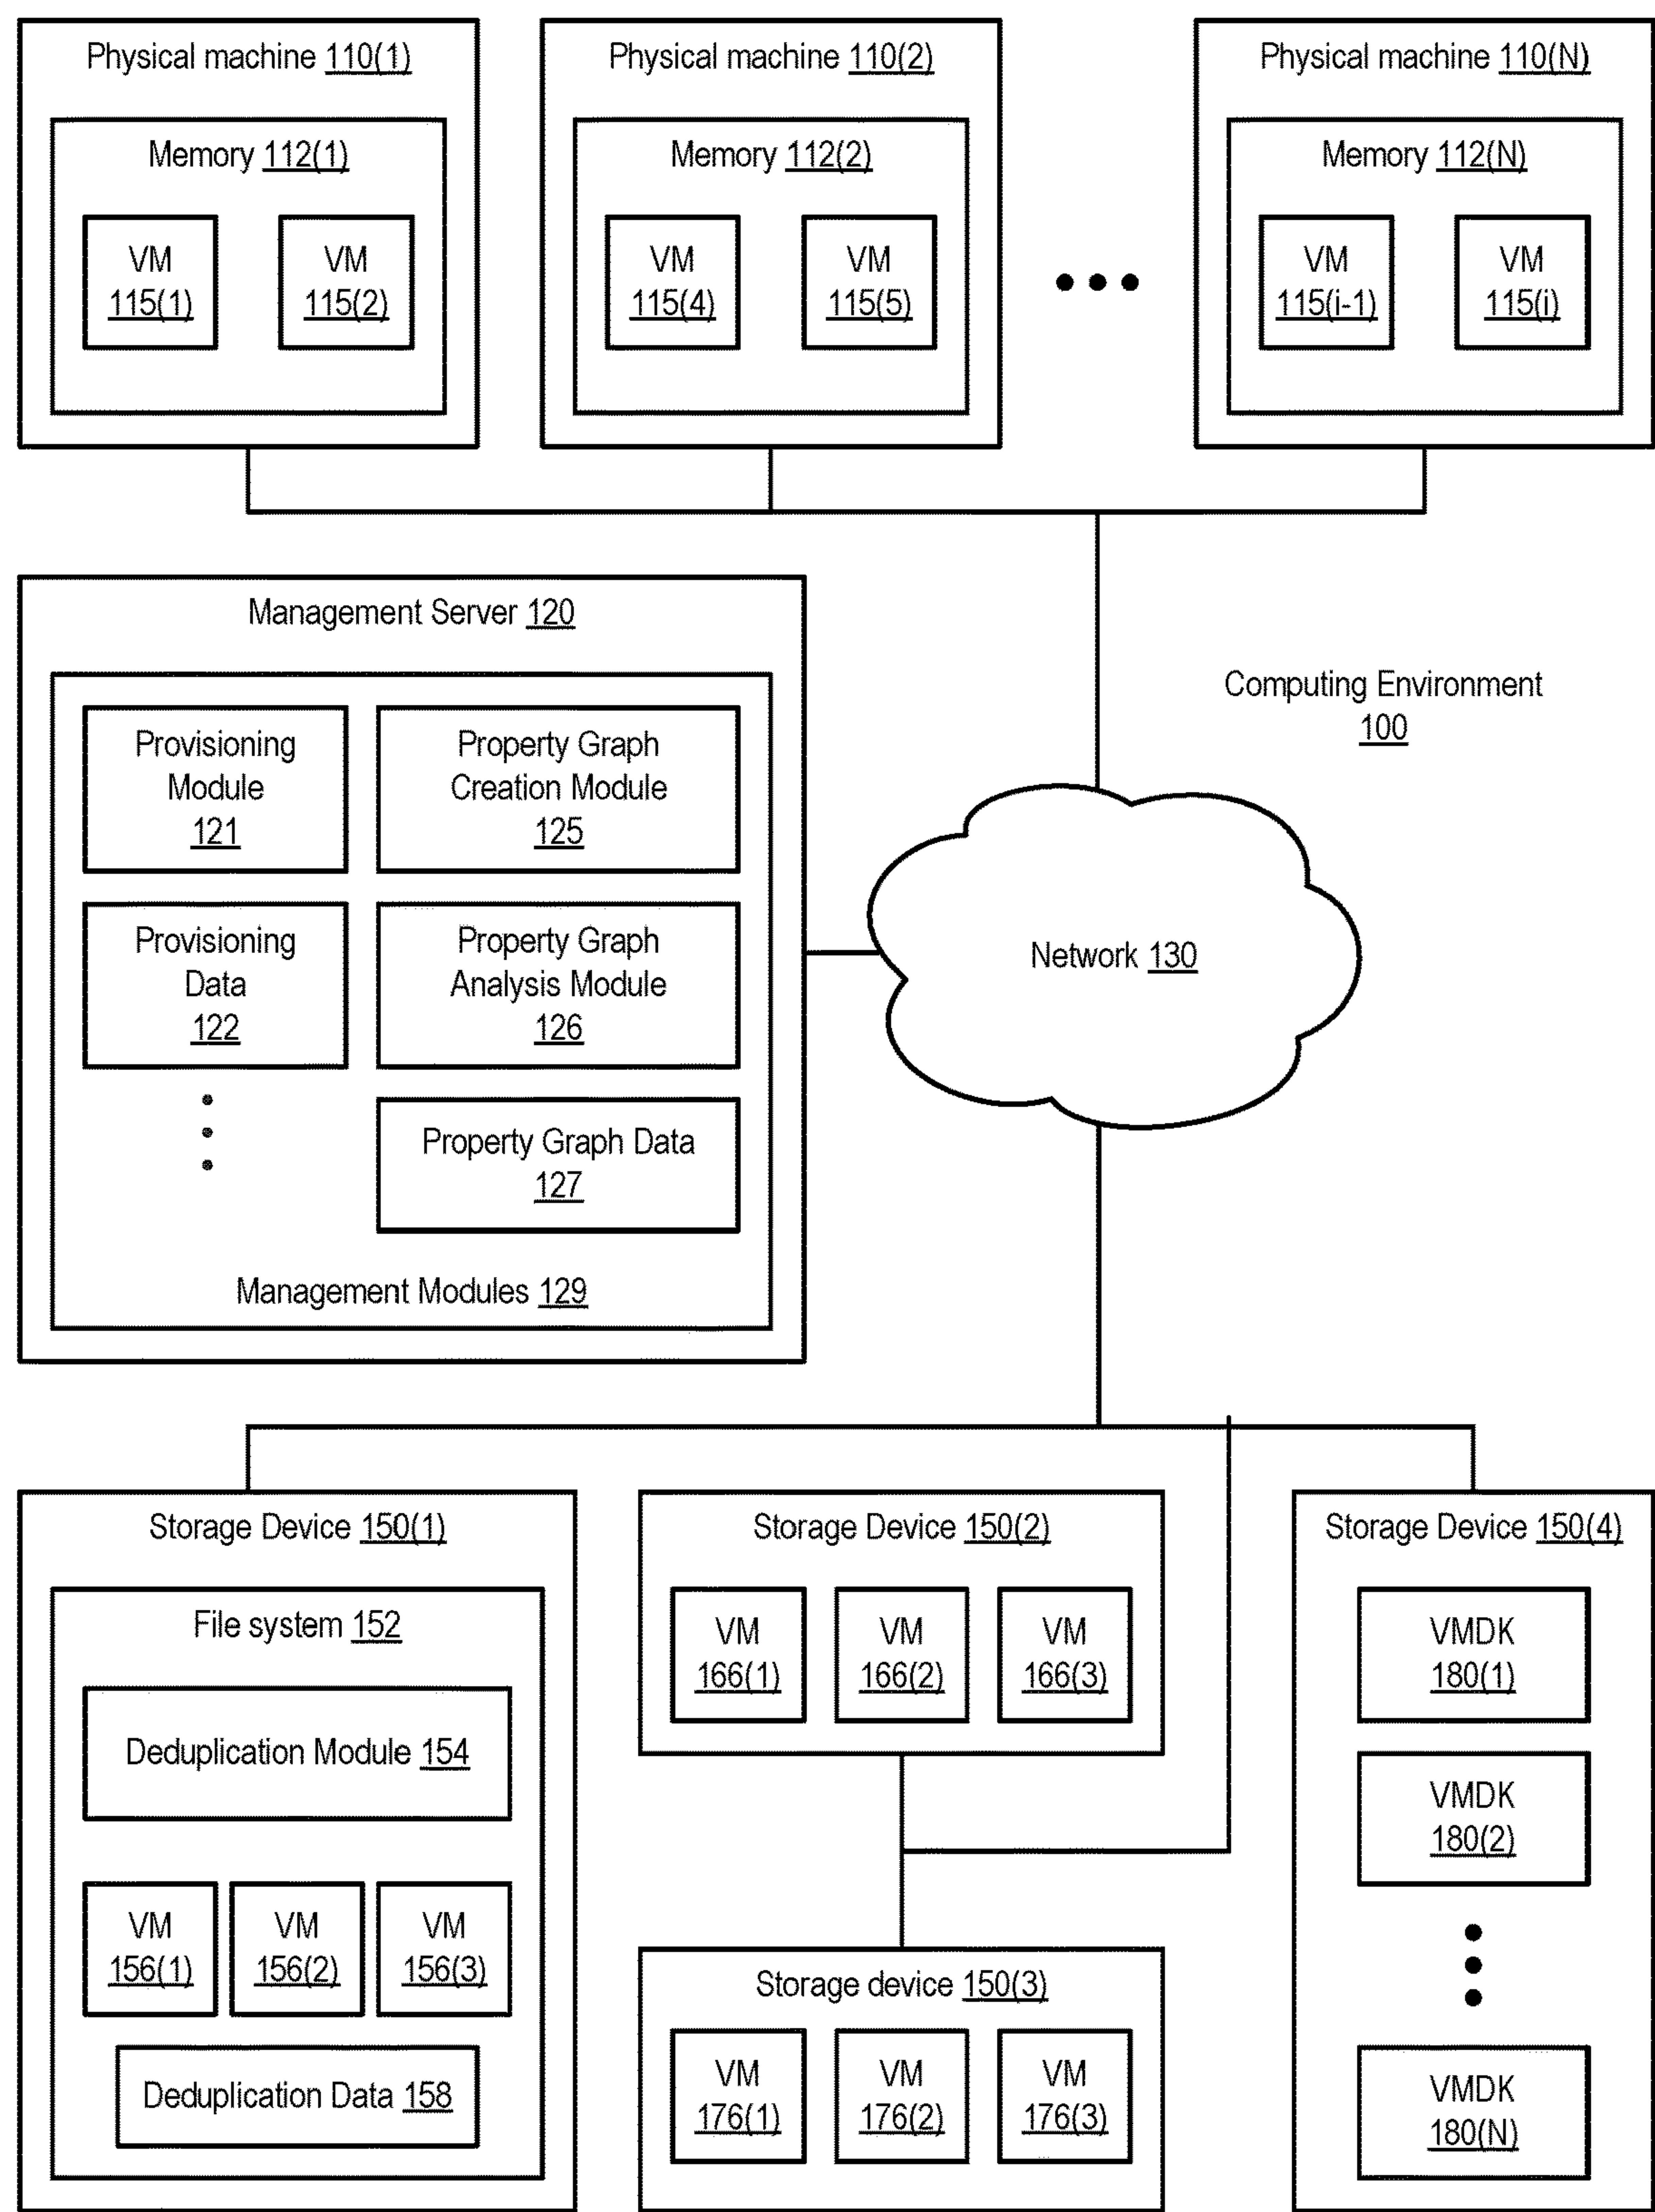 Physical machine 110(1)
Memory 112(1)
VM
115(1)
VM
115(2)
Physical machine 110(2)
Memory 112(2)
VM
115(4)
VM
115(5)
Physical machine 110(N)
Memory 112(N)
VM
115(i-1)
VM
115(i)
Management Server 120
Provisioning
Module
121
Property Graph
Creation Module
125
Provisioning
Data
122
Property Graph
Analysis Module
126
Property Graph Data
127
Management Modules 129
Computing Environment
100
Network 130
Storage Device 150(1)
File system 152
Deduplication Module 154
VM
156(1)
VM
156(2)
VM
156(3)
Deduplication Data 158
Storage Device 150(2)
VM
166(1)
VM
166(2)
VM
166(3)
Storage device 150(3)
VM
176(1)
VM
176(2)
VM
176(3)
Storage Device 150(4)
VMDK
180(1)
VMDK
180(2)
VMDK
180(N)